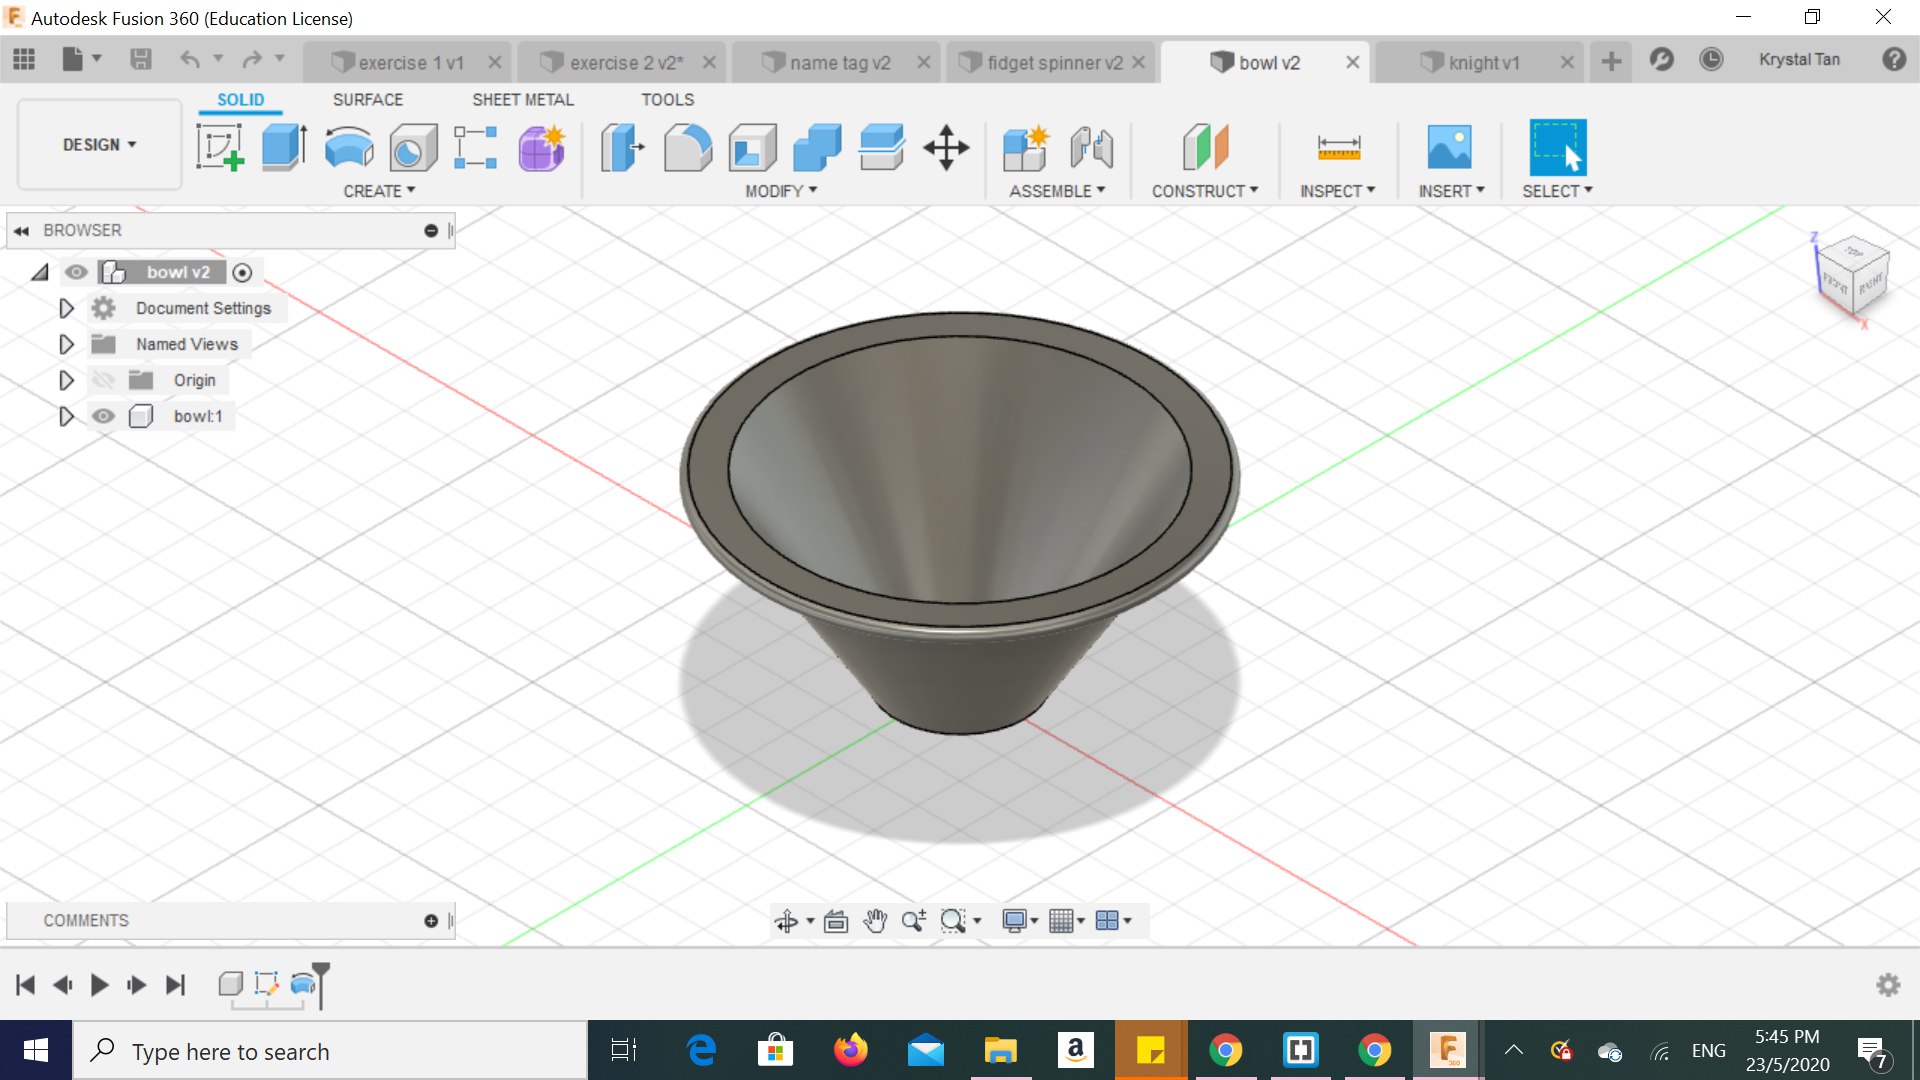 Autodesk Fusion 360 (Education License)
exercise 1 v1
exercise 2 v2*
name tag v2
fidget spinner v2
bowl v2
knight v1
Krystal Tan
DESIGN
SOLID
SURFACE
SHEET METAL
TOOLS
CREATE
MODIFY
ASSEMBLE
CONSTRUCT
INSPECT
INSERT
SELECT
BROWSER
bowl v2
Document Settings
Named Views
Origin
bowl:1
Z
TOP
FRONT
RIGHT
X
COMMENTS
Type here to search
ENG
5:45 PM
23/5/2020
7